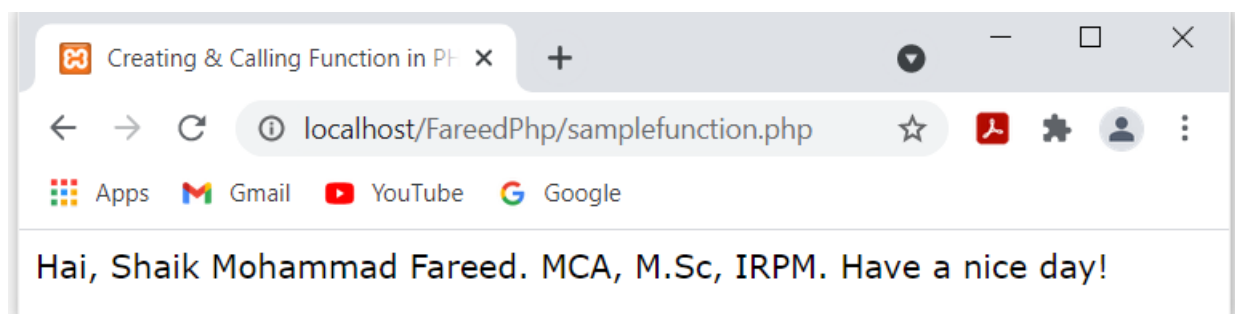 Creating & Calling Function in PH
localhost/FareedPhp/samplefunction.php
Apps Gmail YouTube Google
Hai, Shaik Mohammad Fareed. MCA, M.Sc, IRPM. Have a nice day!